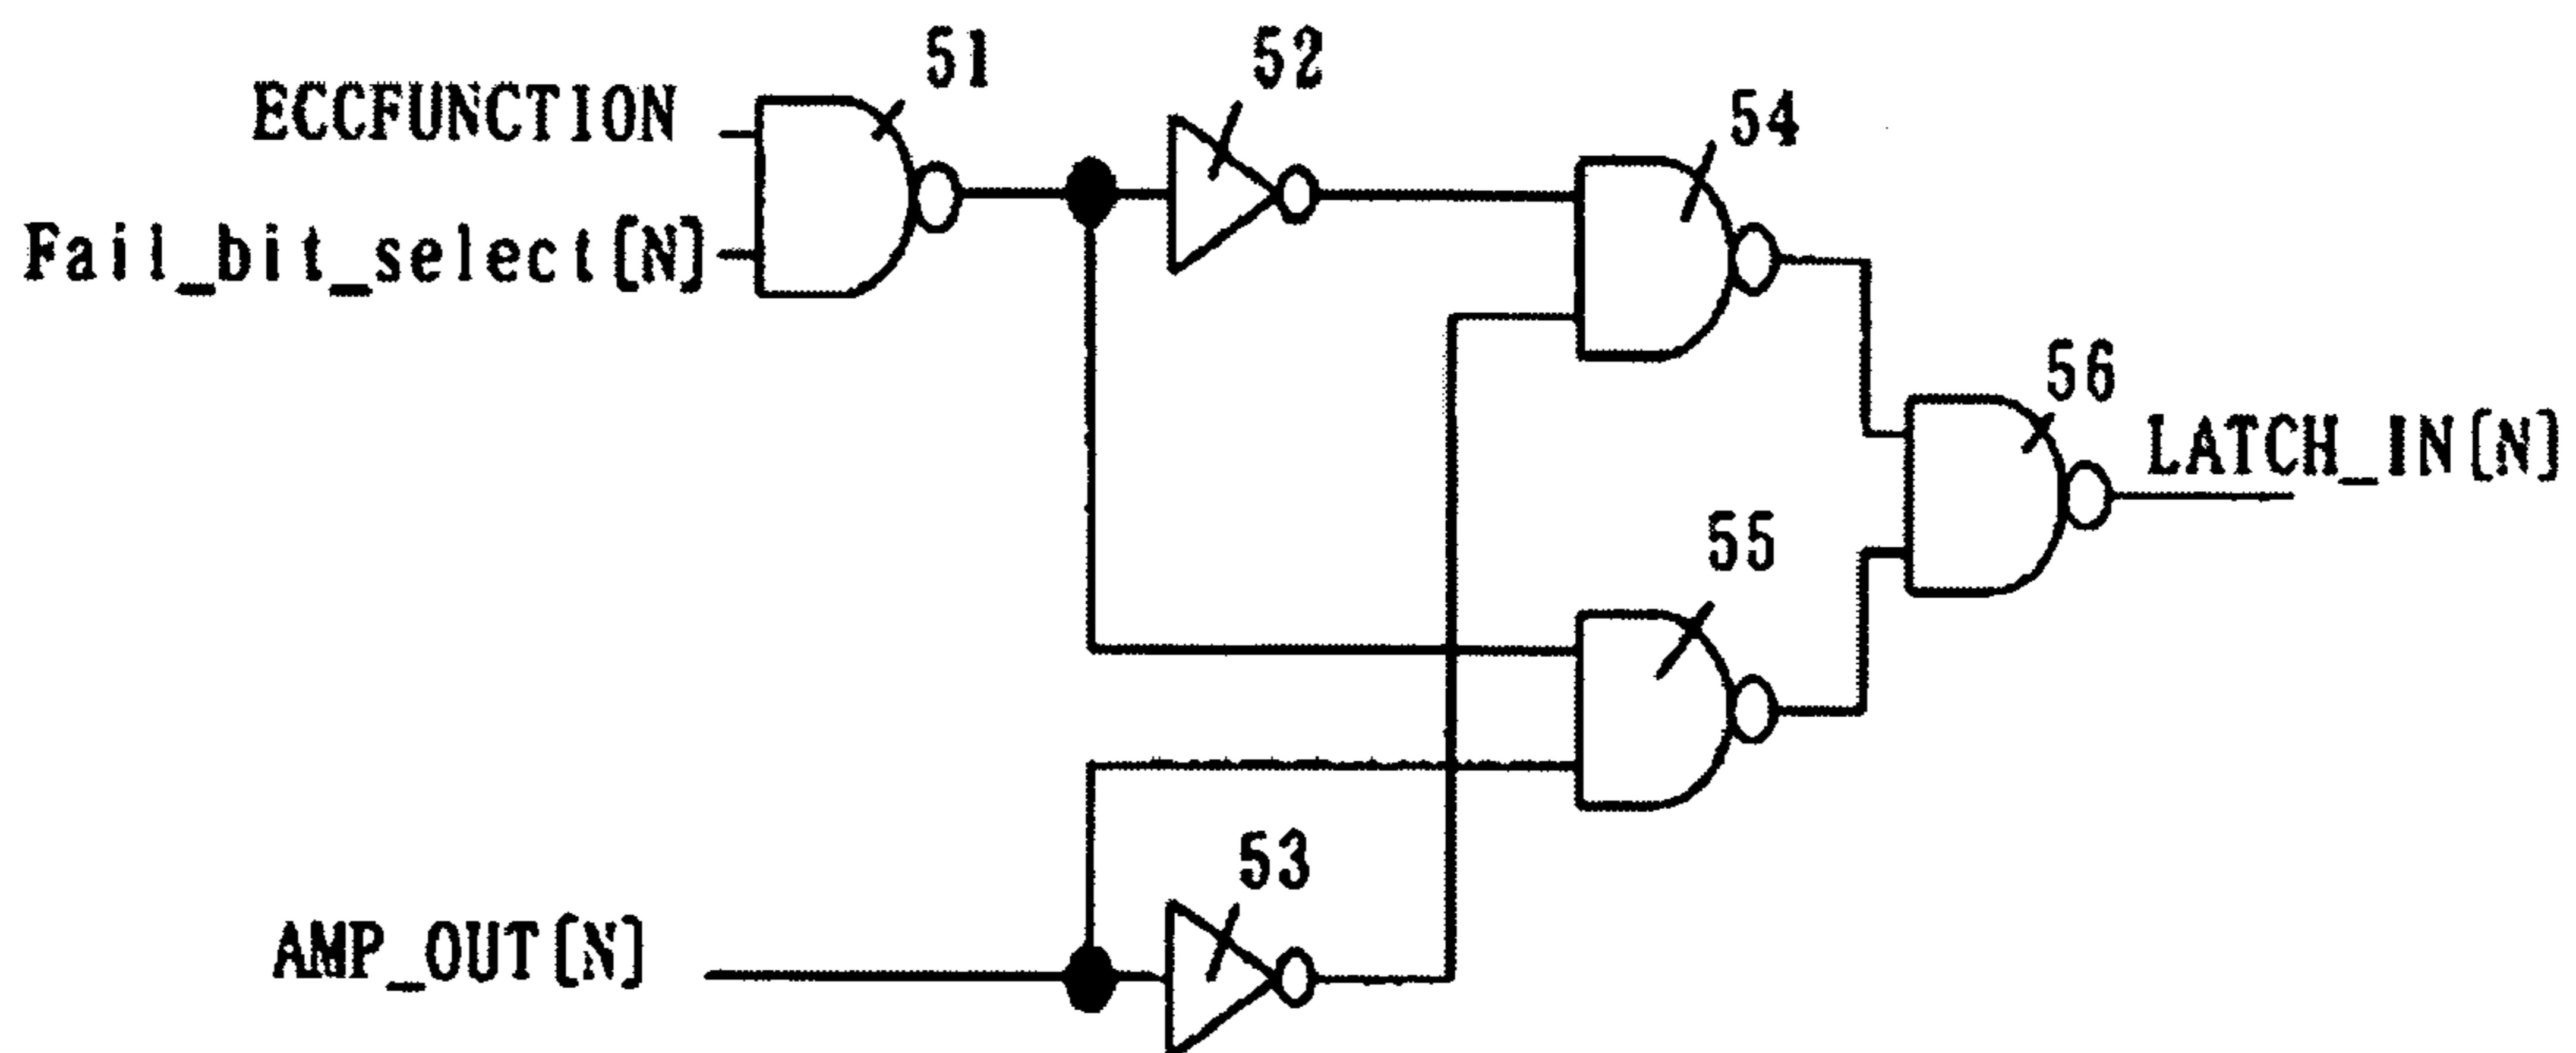 51
52
ECCFUNCTION
54
Fail_bit_select[N]
56
LATCH_IN[N]
55
53
AMP_OUT[N]